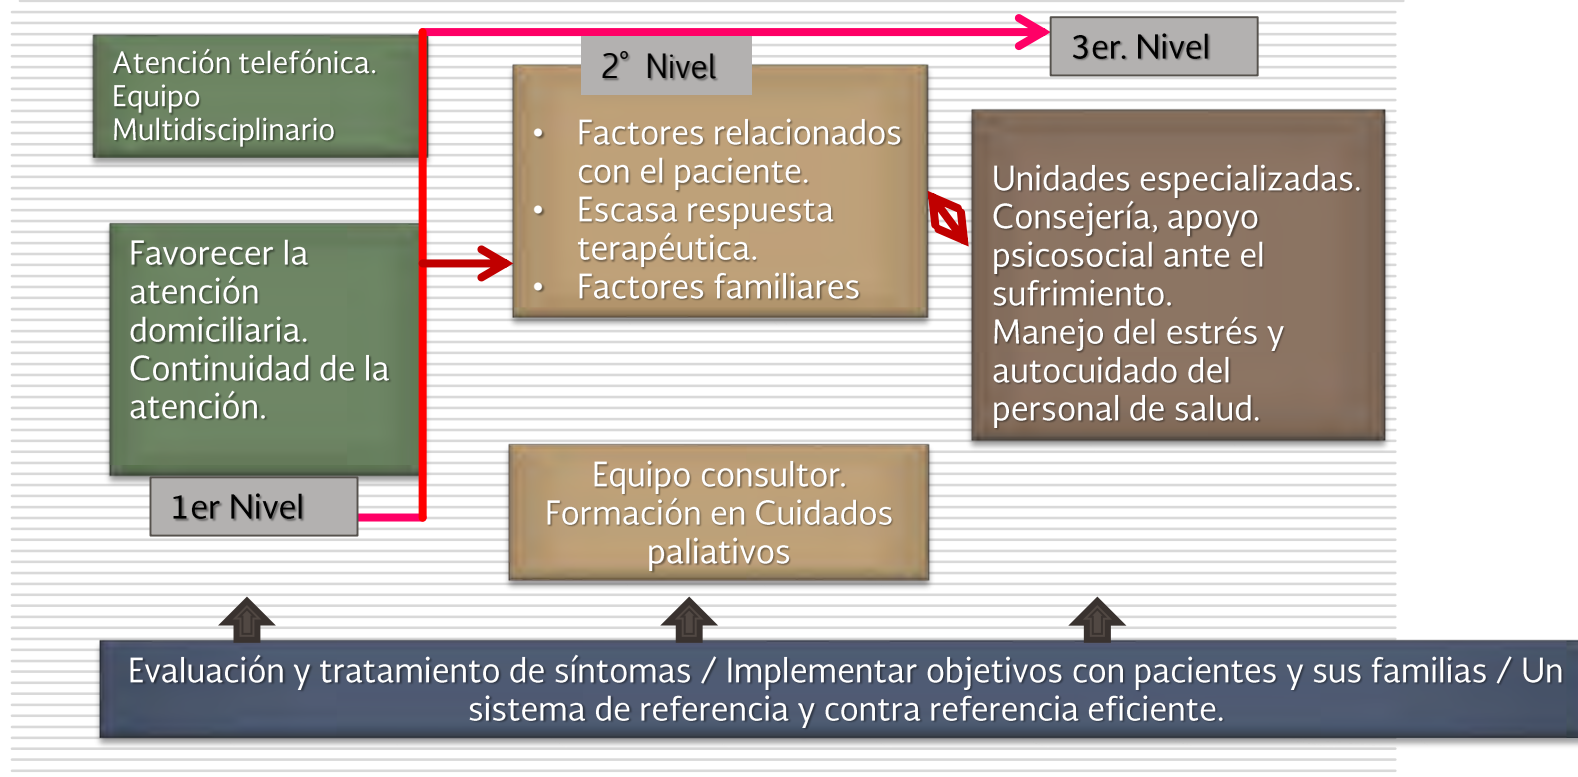 Atención telefónica.
Equipo
Multidisciplinario
Favorecer la
atención
domiciliaria.
Continuidad de la
atención.
1er Nivel
2° Nivel
• Factores relacionados
con el paciente.
• Escasa respuesta
terapéutica.
• Factores familiares
Equipo consultor.
Formación en Cuidados
paliativos
3er. Nivel
Unidades especializadas.
Consejería, apoyo
psicosocial ante el
sufrimiento.
Manejo del estrés y
autocuidado del
personal de salud.
Evaluación y tratamiento de síntomas / Implementar objetivos con pacientes y sus familias / Un
sistema de referencia y contra referencia eficiente.